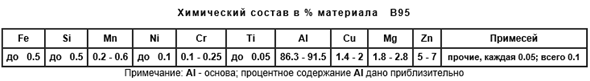 Химический состав в % материала В95
Fe Si Mn Ni Cr Ti Al Cu Mg Zn Примесей
до 0.5 до 0.5 0.2 - 0.6 до 0.1 0.1 - 0.25 до 0.05 86.3 - 91.5 1.4 - 2 1.8 - 2.8 5 - 7 прочие, каждая 0.05; всего 0.1
Примечание: Al - основа; процентное содержание Al дано приблизительно